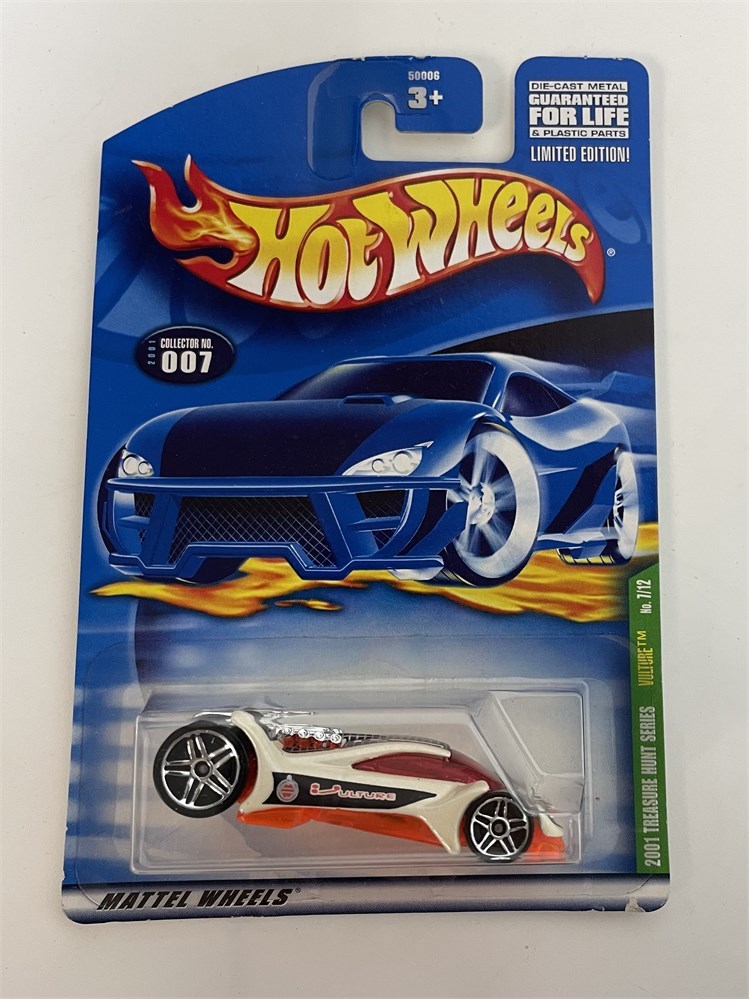 50006
3+
DIE-CAST METAL
GUARANTEED
FOR LIFE
& PLASTIC PARTS
LIMITED EDITION!
HOT WHEELS®
2001
COLLECTOR NO.
007
2001 TREASURE HUNT SERIES VULTURE™ No. 7/12
VULTURE
MATTEL WHEELS®